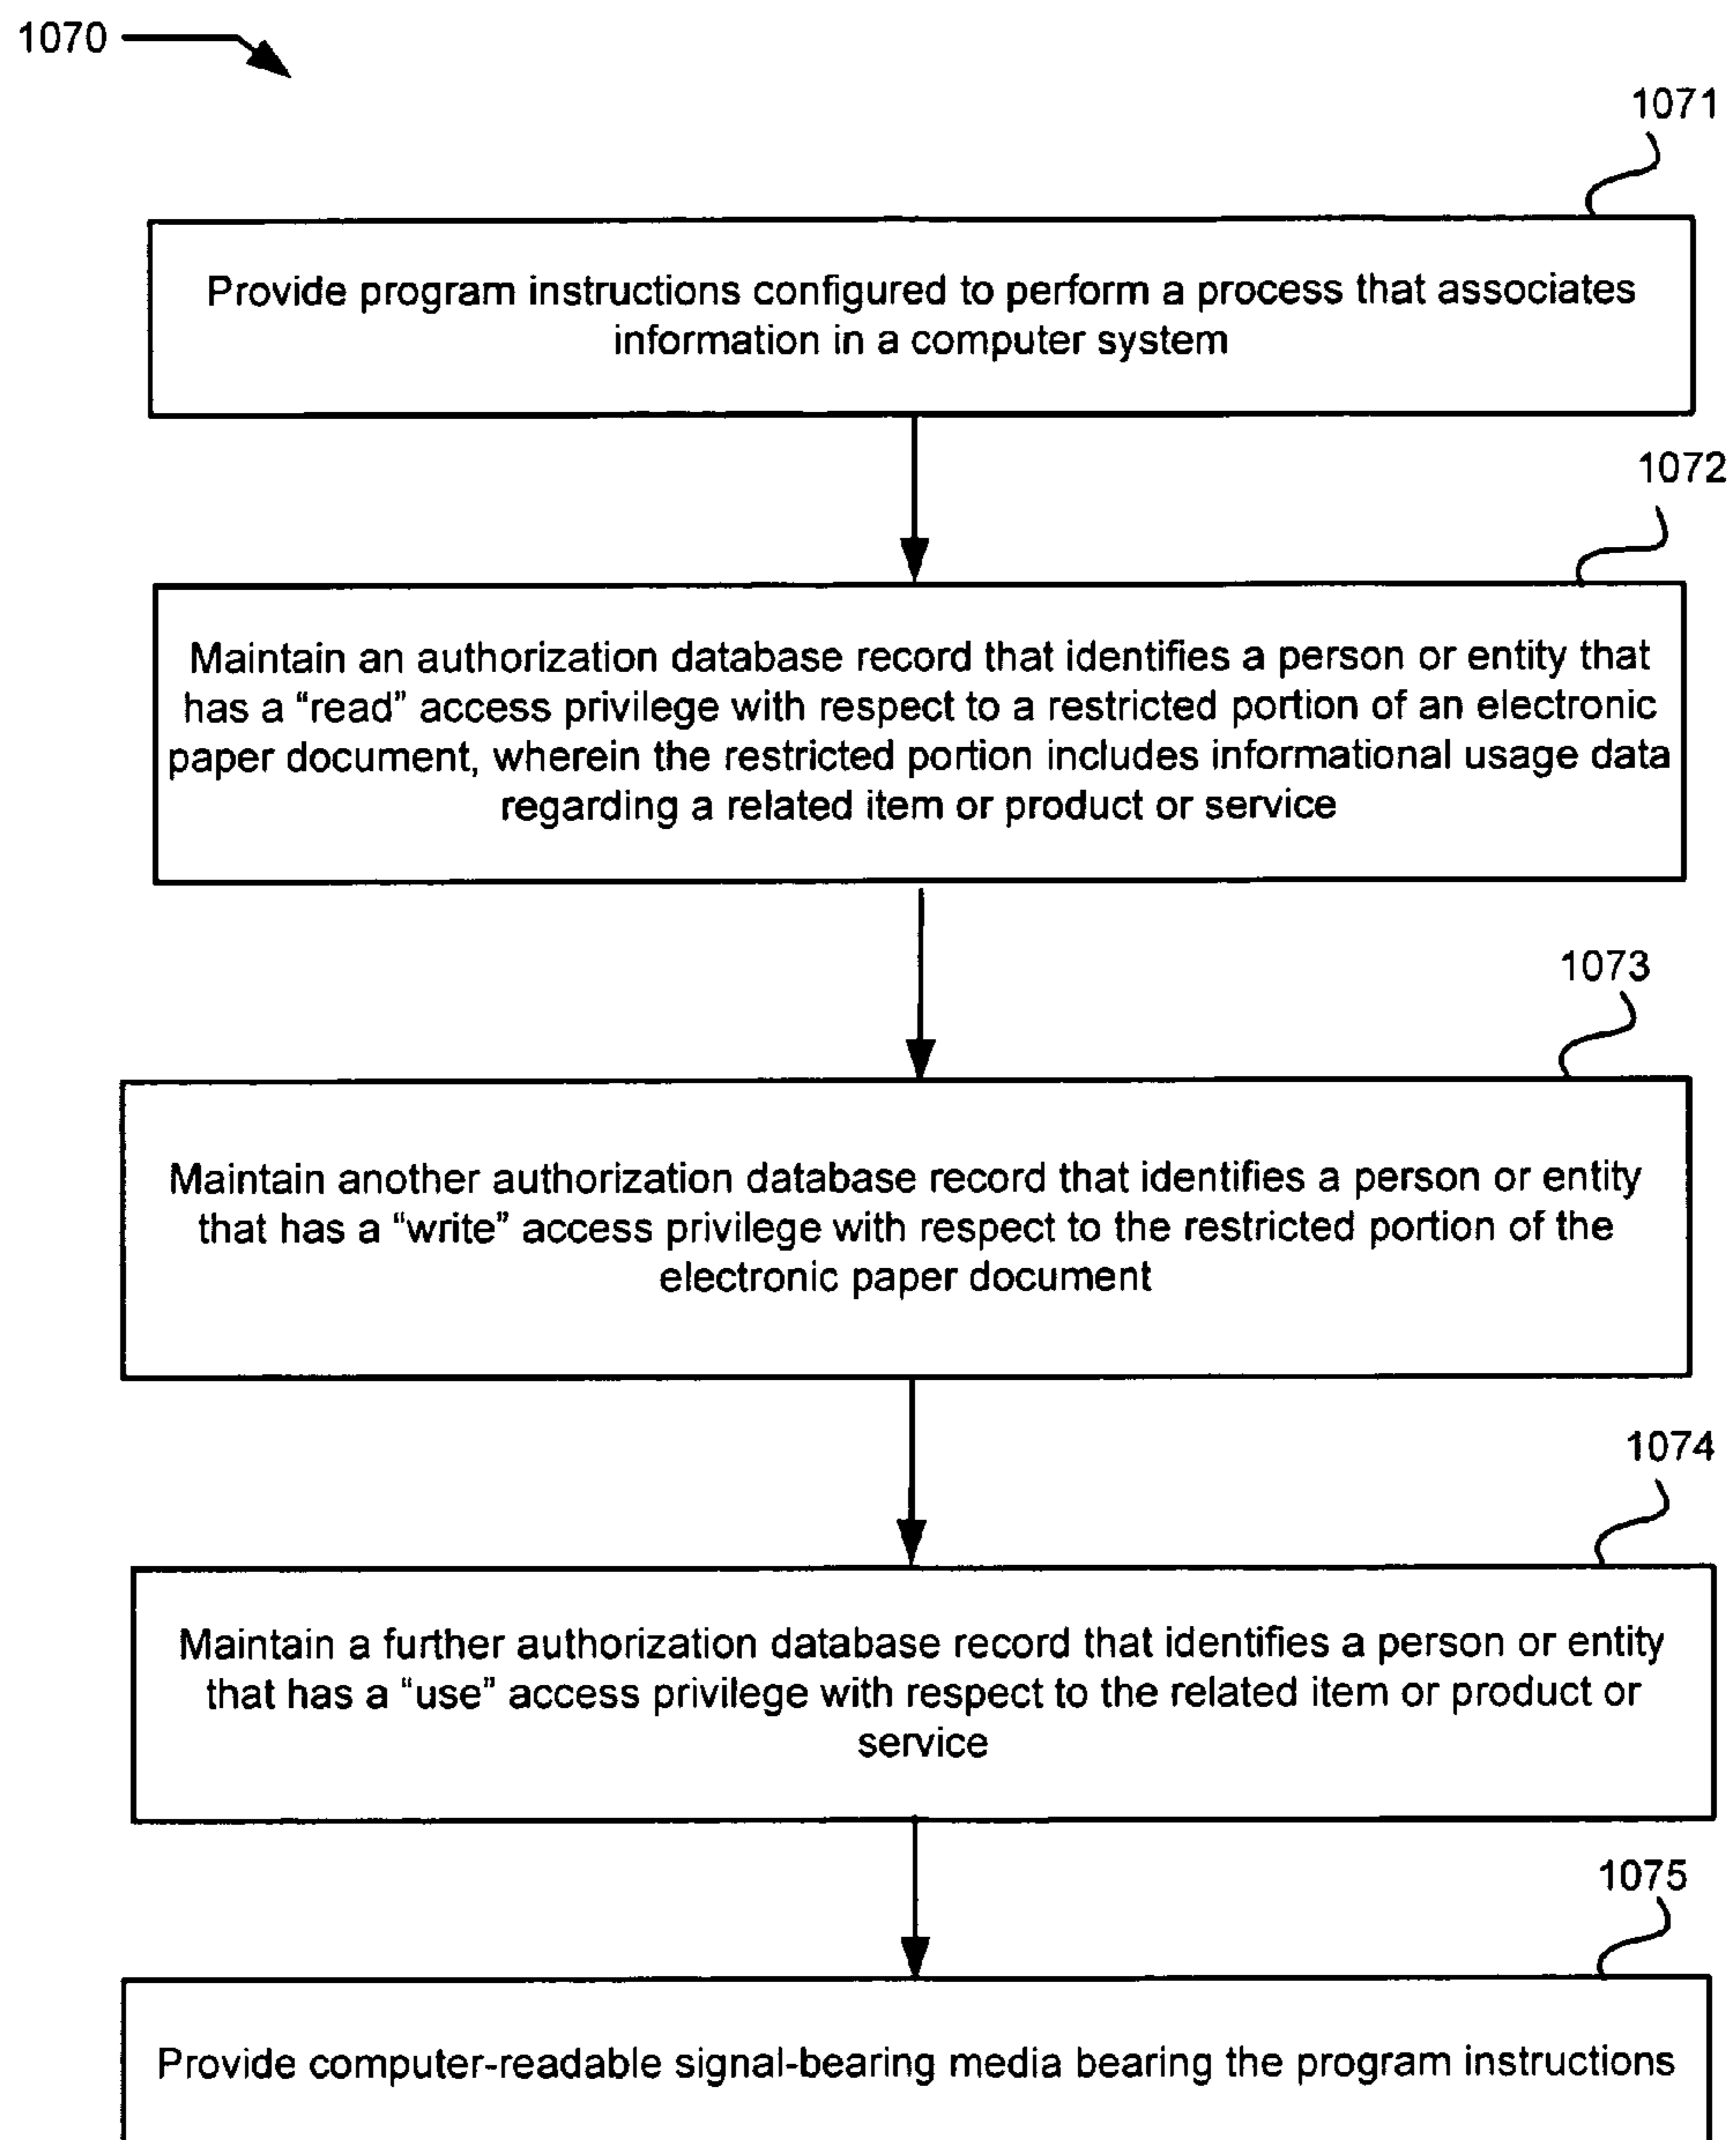 1070
1071
Provide program instructions configured to perform a process that associates
information in a computer system
1072
Maintain an authorization database record that identifies a person or entity that
has a “read” access privilege with respect to a restricted portion of an electronic
paper document, wherein the restricted portion includes informational usage data
regarding a related item or product or service
1073
Maintain another authorization database record that identifies a person or entity
that has a “write” access privilege with respect to the restricted portion of the
electronic paper document
1074
Maintain a further authorization database record that identifies a person or entity
that has a “use” access privilege with respect to the related item or product or
service
1075
Provide computer-readable signal-bearing media bearing the program instructions